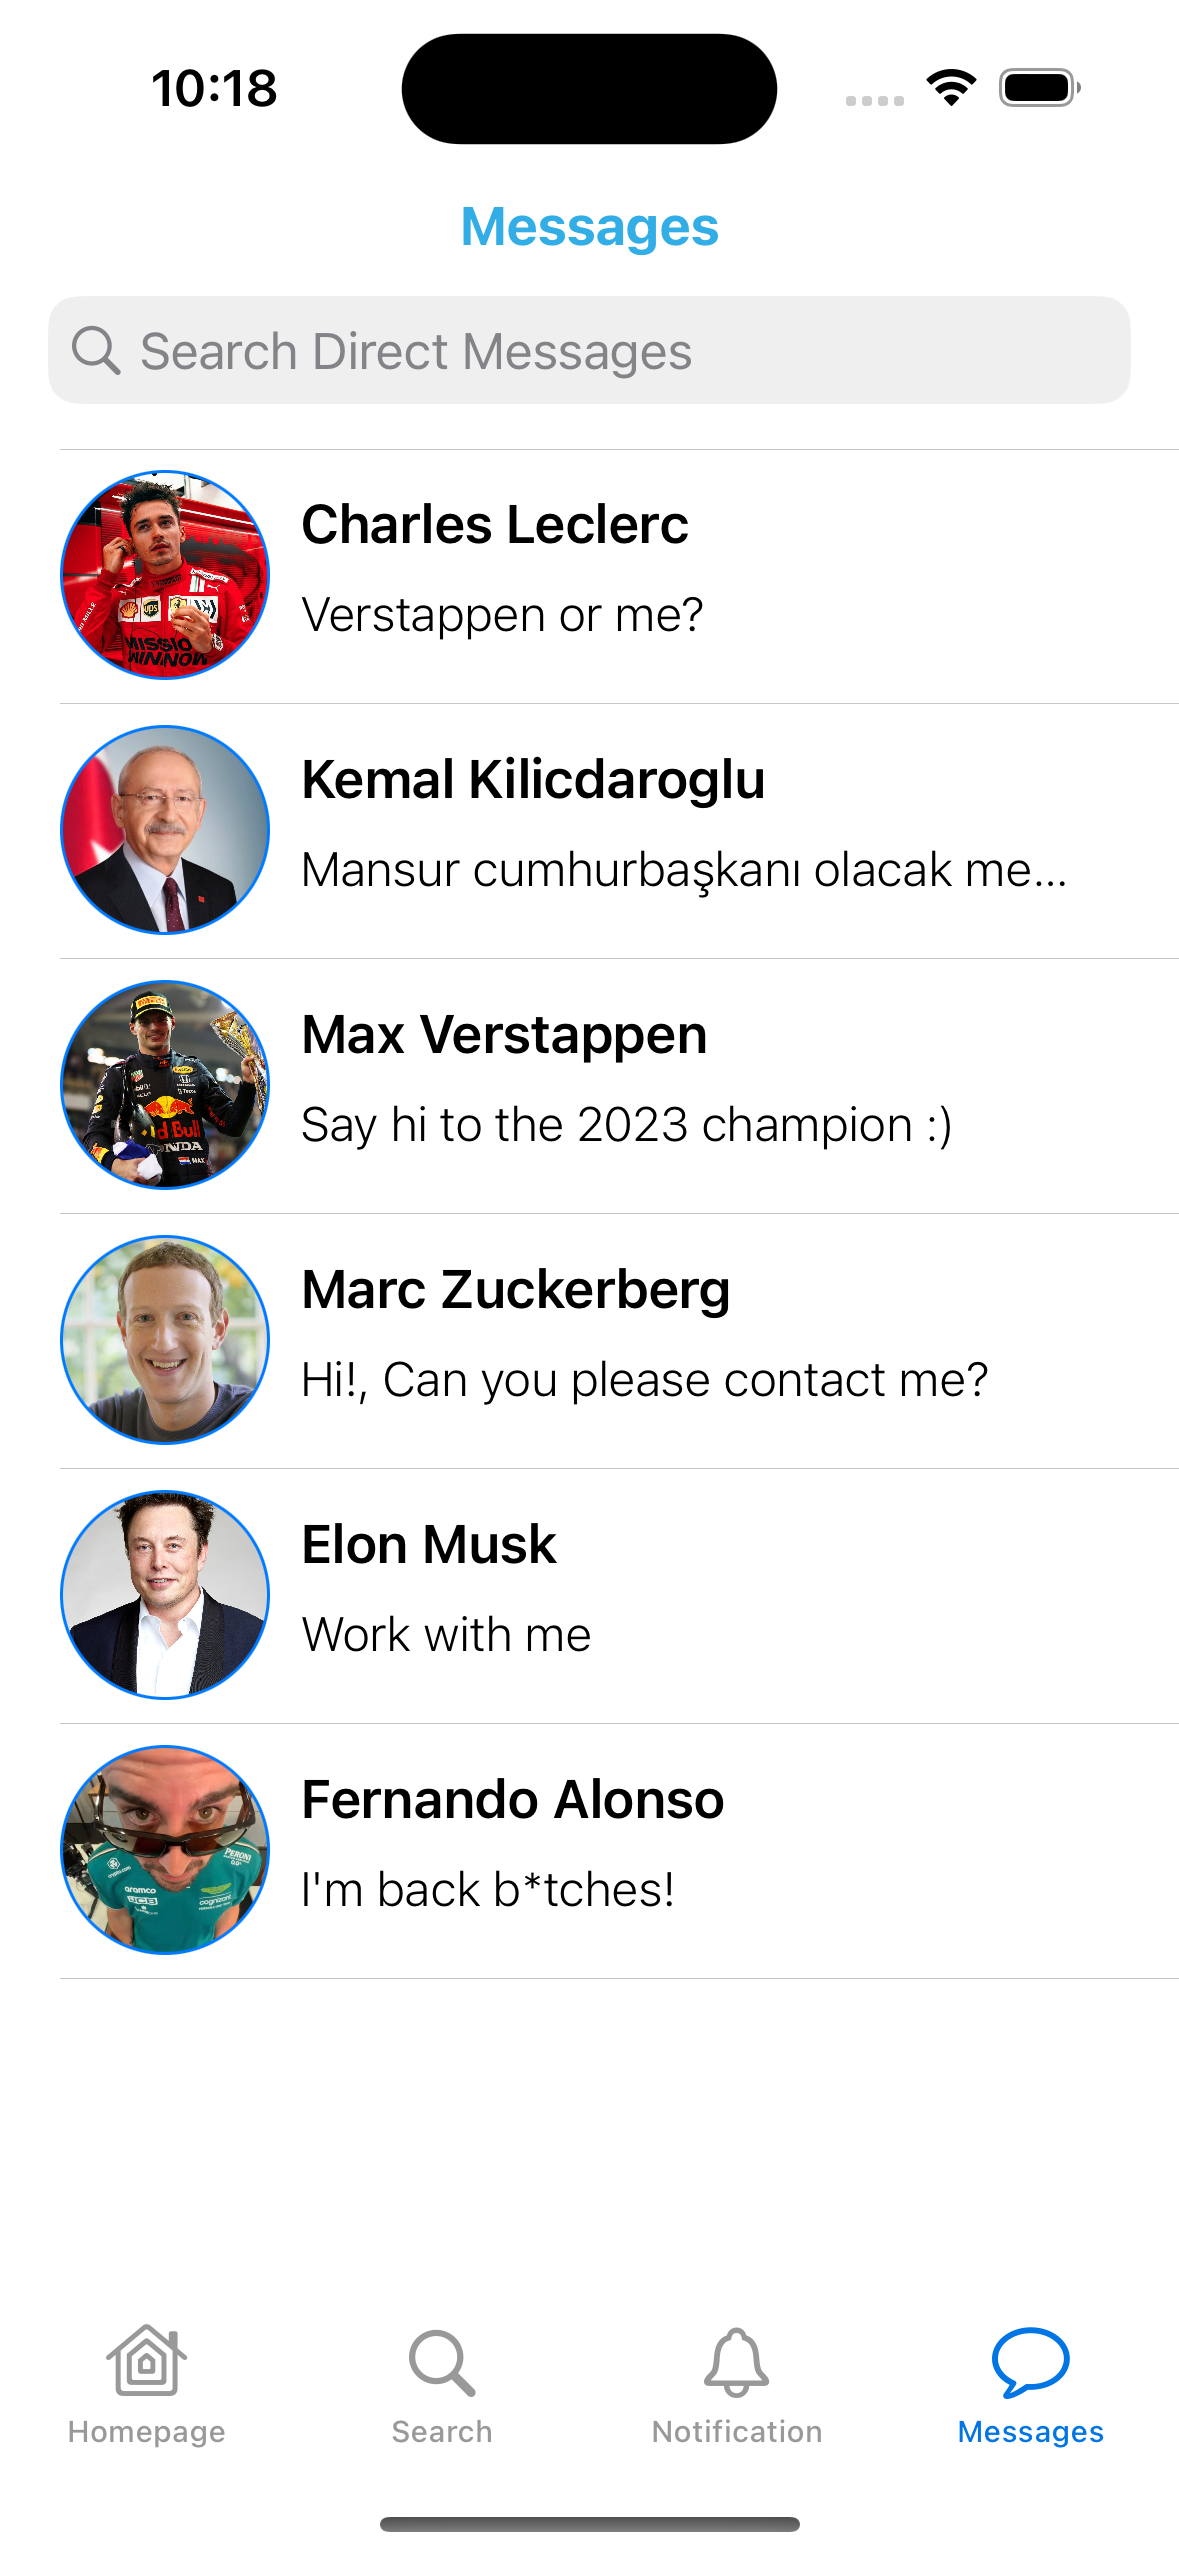 10:18
Messages
Search Direct Messages
Charles Leclerc
Verstappen or me?
Kemal Kilicdaroglu
Mansur cumhurbaşkanı olacak me...
Max Verstappen
Say hi to the 2023 champion :)
Marc Zuckerberg
Hi!, Can you please contact me?
Elon Musk
Work with me
Fernando Alonso
I'm back b*tches!
Homepage
Search
Notification
Messages